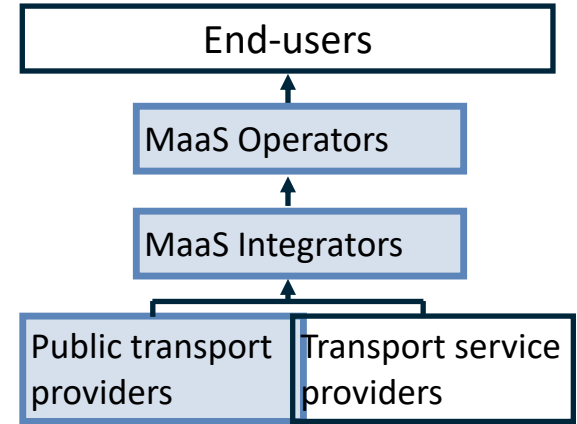 End-users
MaaS Operators
MaaS Integrators
Public transport
providers
Transport service
providers